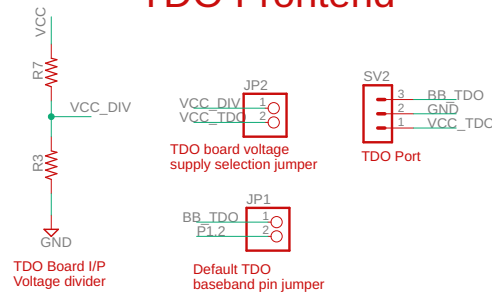 TDO Frontend
VCC
R7
VCC_DIV
R3
GND
TDO Board I/P
Voltage divider
JP2
VCC_DIV 1
VCC_TDO 2
TDO board voltage
supply selection jumper
JP1
BB_TDO 1
P1.2 2
Default TDO
baseband pin jumper
SV2
3 BB_TDO
2 GND
1 VCC_TDO
TDO Port